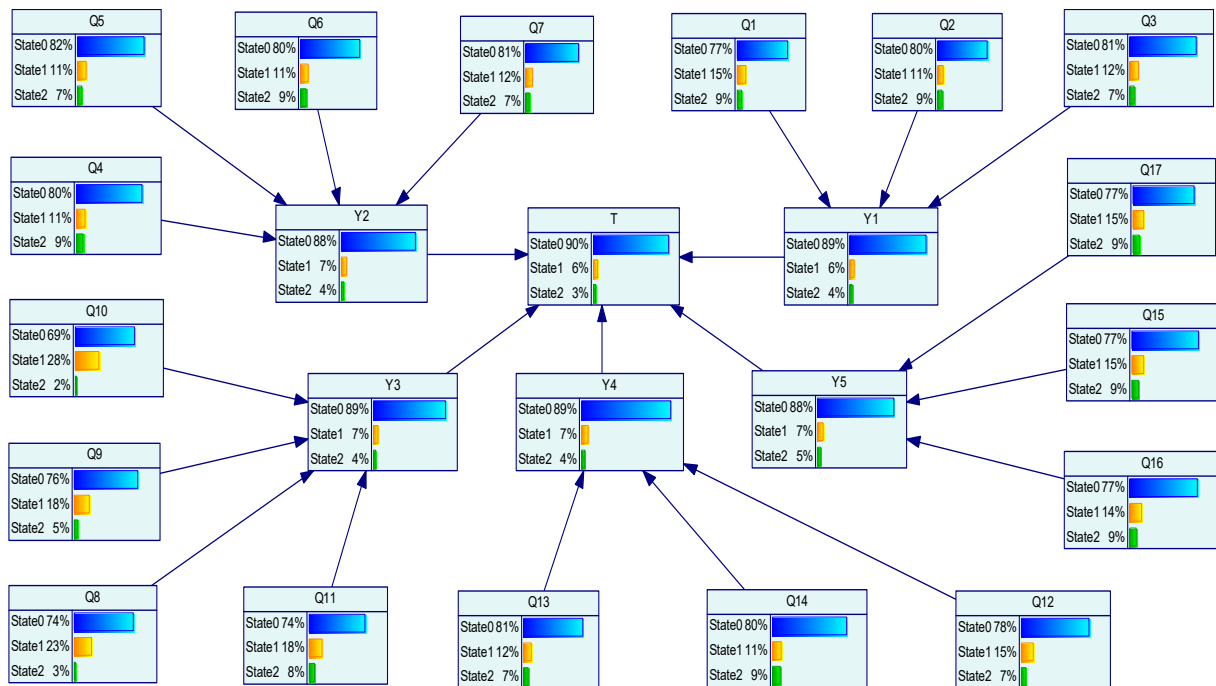 Q5
State0 82%
State1 11%
State2 7%
Q6
State0 80%
State1 11%
State2 9%
Q7
State0 81%
State1 12%
State2 7%
Q1
State0 77%
State1 15%
State2 9%
Q2
State0 80%
State1 11%
State2 9%
Q3
State0 81%
State1 12%
State2 7%
Q4
State0 80%
State1 11%
State2 9%
Y2
State0 88%
State1 7%
State2 4%
T
State0 90%
State1 6%
State2 3%
Y1
State0 89%
State1 6%
State2 4%
Q17
State0 77%
State1 15%
State2 9%
Q10
State0 69%
State1 28%
State2 2%
Y3
State0 89%
State1 7%
State2 4%
Y4
State0 89%
State1 7%
State2 4%
Y5
State0 88%
State1 7%
State2 5%
Q15
State0 77%
State1 15%
State2 9%
Q9
State0 76%
State1 18%
State2 5%
Q16
State0 77%
State1 14%
State2 9%
Q8
State0 74%
State1 23%
State2 3%
Q11
State0 74%
State1 18%
State2 8%
Q13
State0 81%
State1 12%
State2 7%
Q14
State0 80%
State1 11%
State2 9%
Q12
State0 78%
State1 15%
State2 7%